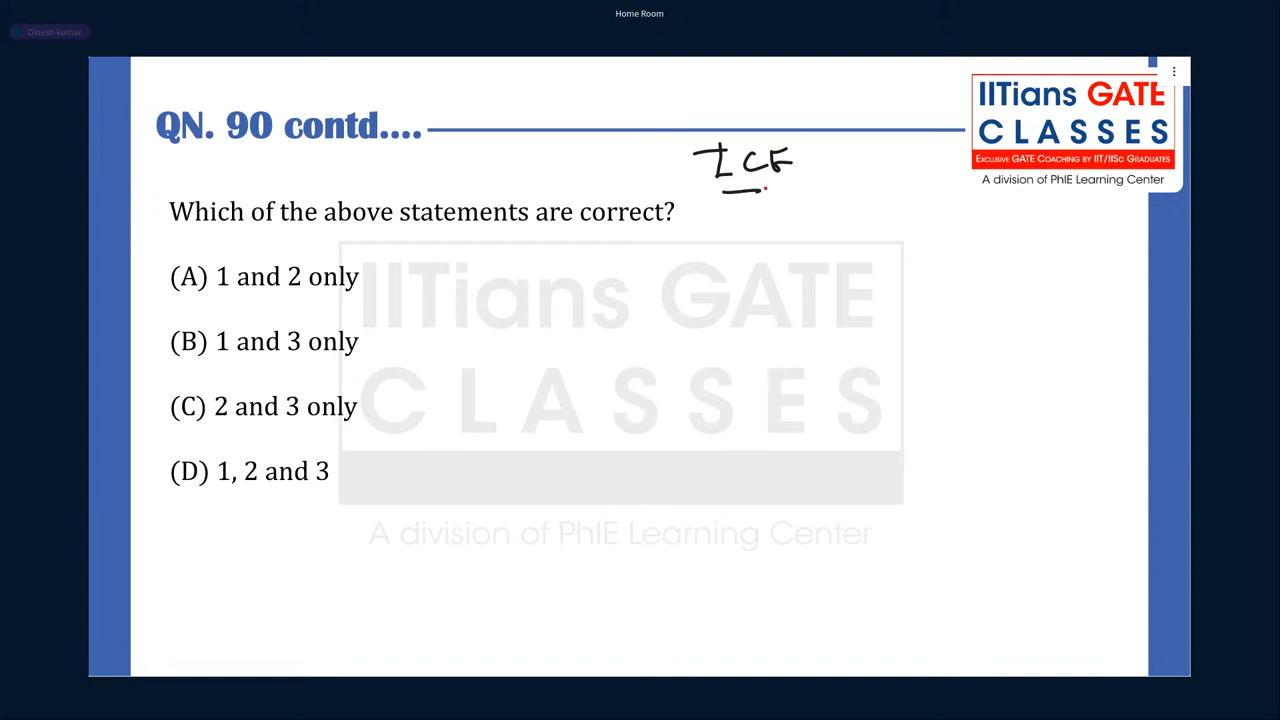 Home Room
Dinesh kumar
IITians GATE
CLASSES
EXCLUSIVE GATE COACHING BY IIT/IISc GRADUATES
A division of PhIE Learning Center
QN. 90 contd....
ICE
Which of the above statements are correct?
(A) 1 and 2 only
(B) 1 and 3 only
(C) 2 and 3 only
(D) 1, 2 and 3
IITians GATE
CLASSES
A division of PhIE Learning Center